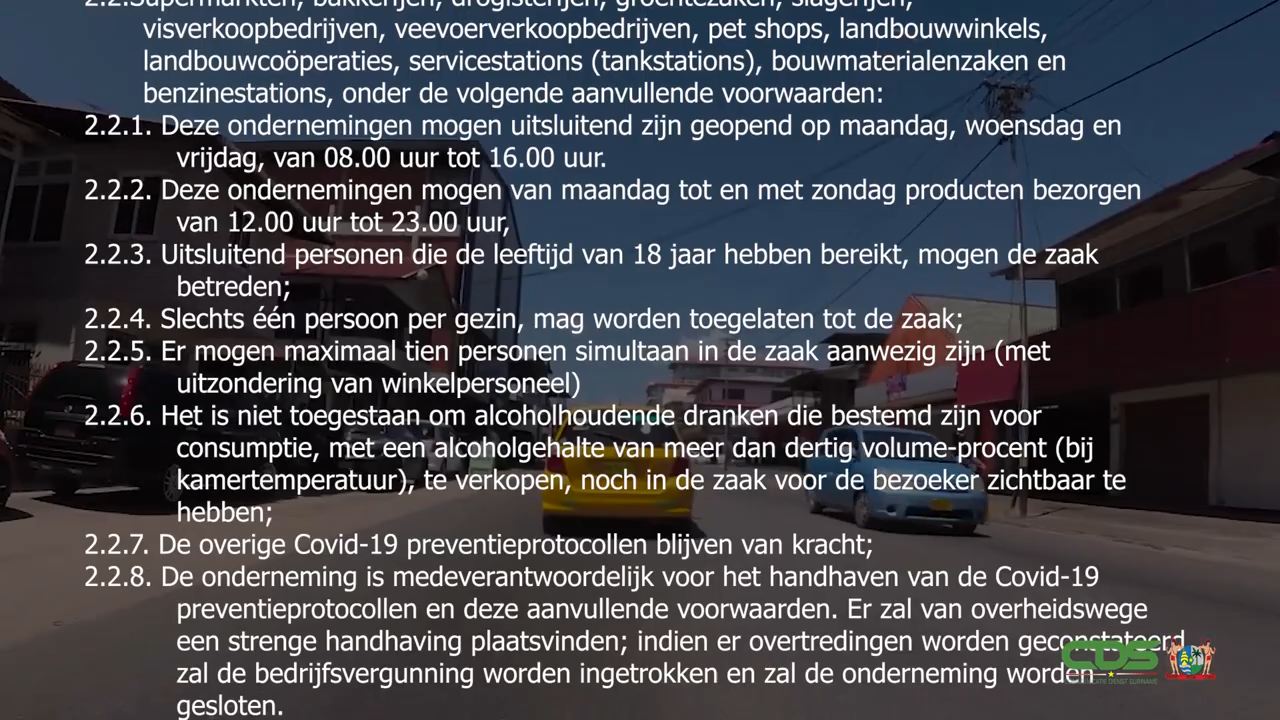 2.2.Supermarkten, bakkerijen, drogisterijen, groentezaken, slagerijen,
visverkoopbedrijven, veevoerverkoopbedrijven, pet shops, landbouwwinkels,
landbouwcoöperaties, servicestations (tankstations), bouwmaterialenzaken en
benzinestations, onder de volgende aanvullende voorwaarden:
2.2.1. Deze ondernemingen mogen uitsluitend zijn geopend op maandag, woensdag en
vrijdag, van 08.00 uur tot 16.00 uur.
2.2.2. Deze ondernemingen mogen van maandag tot en met zondag producten bezorgen
van 12.00 uur tot 23.00 uur,
2.2.3. Uitsluitend personen die de leeftijd van 18 jaar hebben bereikt, mogen de zaak
betreden;
2.2.4. Slechts één persoon per gezin, mag worden toegelaten tot de zaak;
2.2.5. Er mogen maximaal tien personen simultaan in de zaak aanwezig zijn (met
uitzondering van winkelpersoneel)
2.2.6. Het is niet toegestaan om alcoholhoudende dranken die bestemd zijn voor
consumptie, met een alcoholgehalte van meer dan dertig volume-procent (bij
kamertemperatuur), te verkopen, noch in de zaak voor de bezoeker zichtbaar te
hebben;
2.2.7. De overige Covid-19 preventieprotocollen blijven van kracht;
2.2.8. De onderneming is medeverantwoordelijk voor het handhaven van de Covid-19
preventieprotocollen en deze aanvullende voorwaarden. Er zal van overheidswege
een strenge handhaving plaatsvinden; indien er overtredingen worden geconstateerd
zal de bedrijfsvergunning worden ingetrokken en zal de onderneming worden
gesloten.
CDS